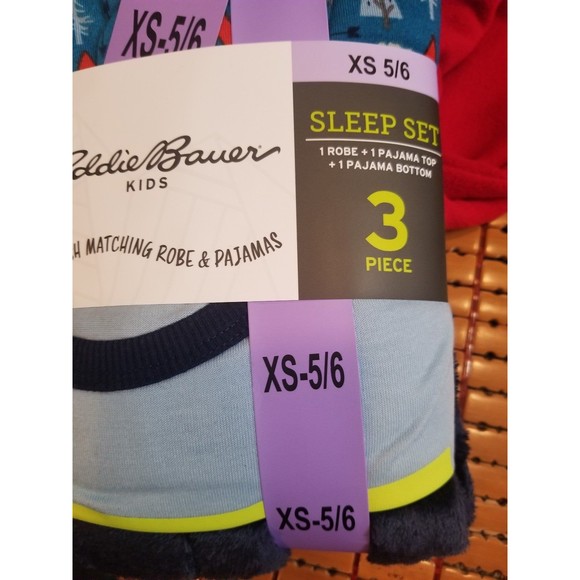 XS-5/6
XS 5/6
Eddie Bauer
KIDS
MATCHING ROBE & PAJAMAS
SLEEP SET
1 ROBE + 1 PAJAMA TOP
+ 1 PAJAMA BOTTOM
3
PIECE
XS-5/6
XS-5/6